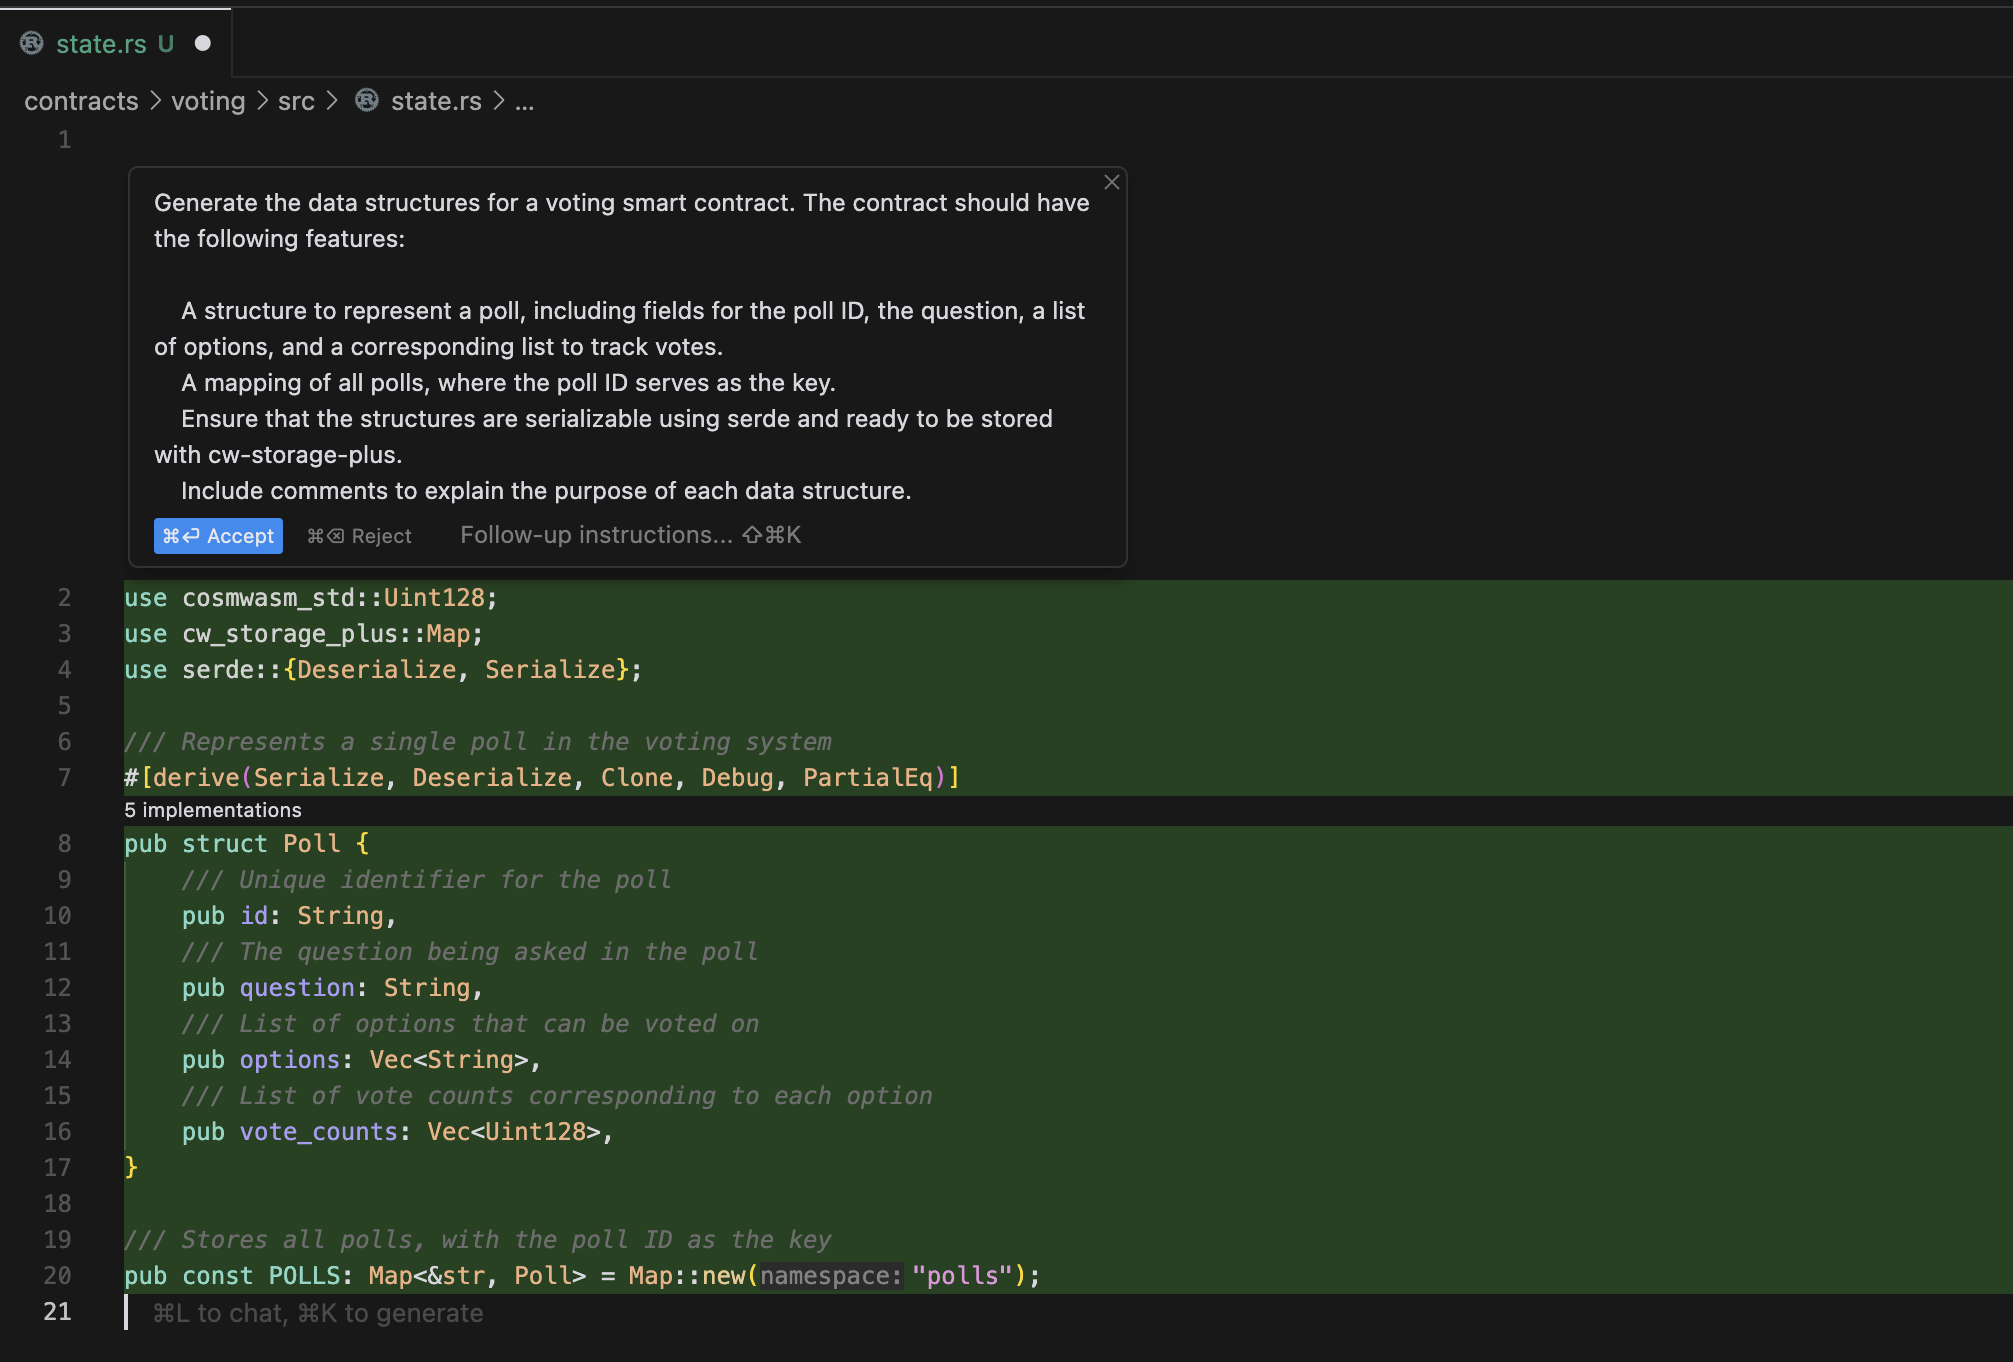 state.rs U
contracts > voting > src > state.rs > ...
1
Generate the data structures for a voting smart contract. The contract should have
the following features:
A structure to represent a poll, including fields for the poll ID, the question, a list
of options, and a corresponding list to track votes.
A mapping of all polls, where the poll ID serves as the key.
Ensure that the structures are serializable using serde and ready to be stored
with cw-storage-plus.
Include comments to explain the purpose of each data structure.
⌘⏎ Accept ⌘⌫ Reject Follow-up instructions... ⇧⌘K
2 use cosmwasm_std::Uint128;
3 use cw_storage_plus::Map;
4 use serde::{Deserialize, Serialize};
5
6 /// Represents a single poll in the voting system
7 #[derive(Serialize, Deserialize, Clone, Debug, PartialEq)]
5 implementations
8 pub struct Poll {
9     /// Unique identifier for the poll
10     pub id: String,
11     /// The question being asked in the poll
12     pub question: String,
13     /// List of options that can be voted on
14     pub options: Vec<String>,
15     /// List of vote counts corresponding to each option
16     pub vote_counts: Vec<Uint128>,
17 }
18
19 /// Stores all polls, with the poll ID as the key
20 pub const POLLS: Map<&str, Poll> = Map::new(namespace: "polls");
21 ⌘L to chat, ⌘K to generate